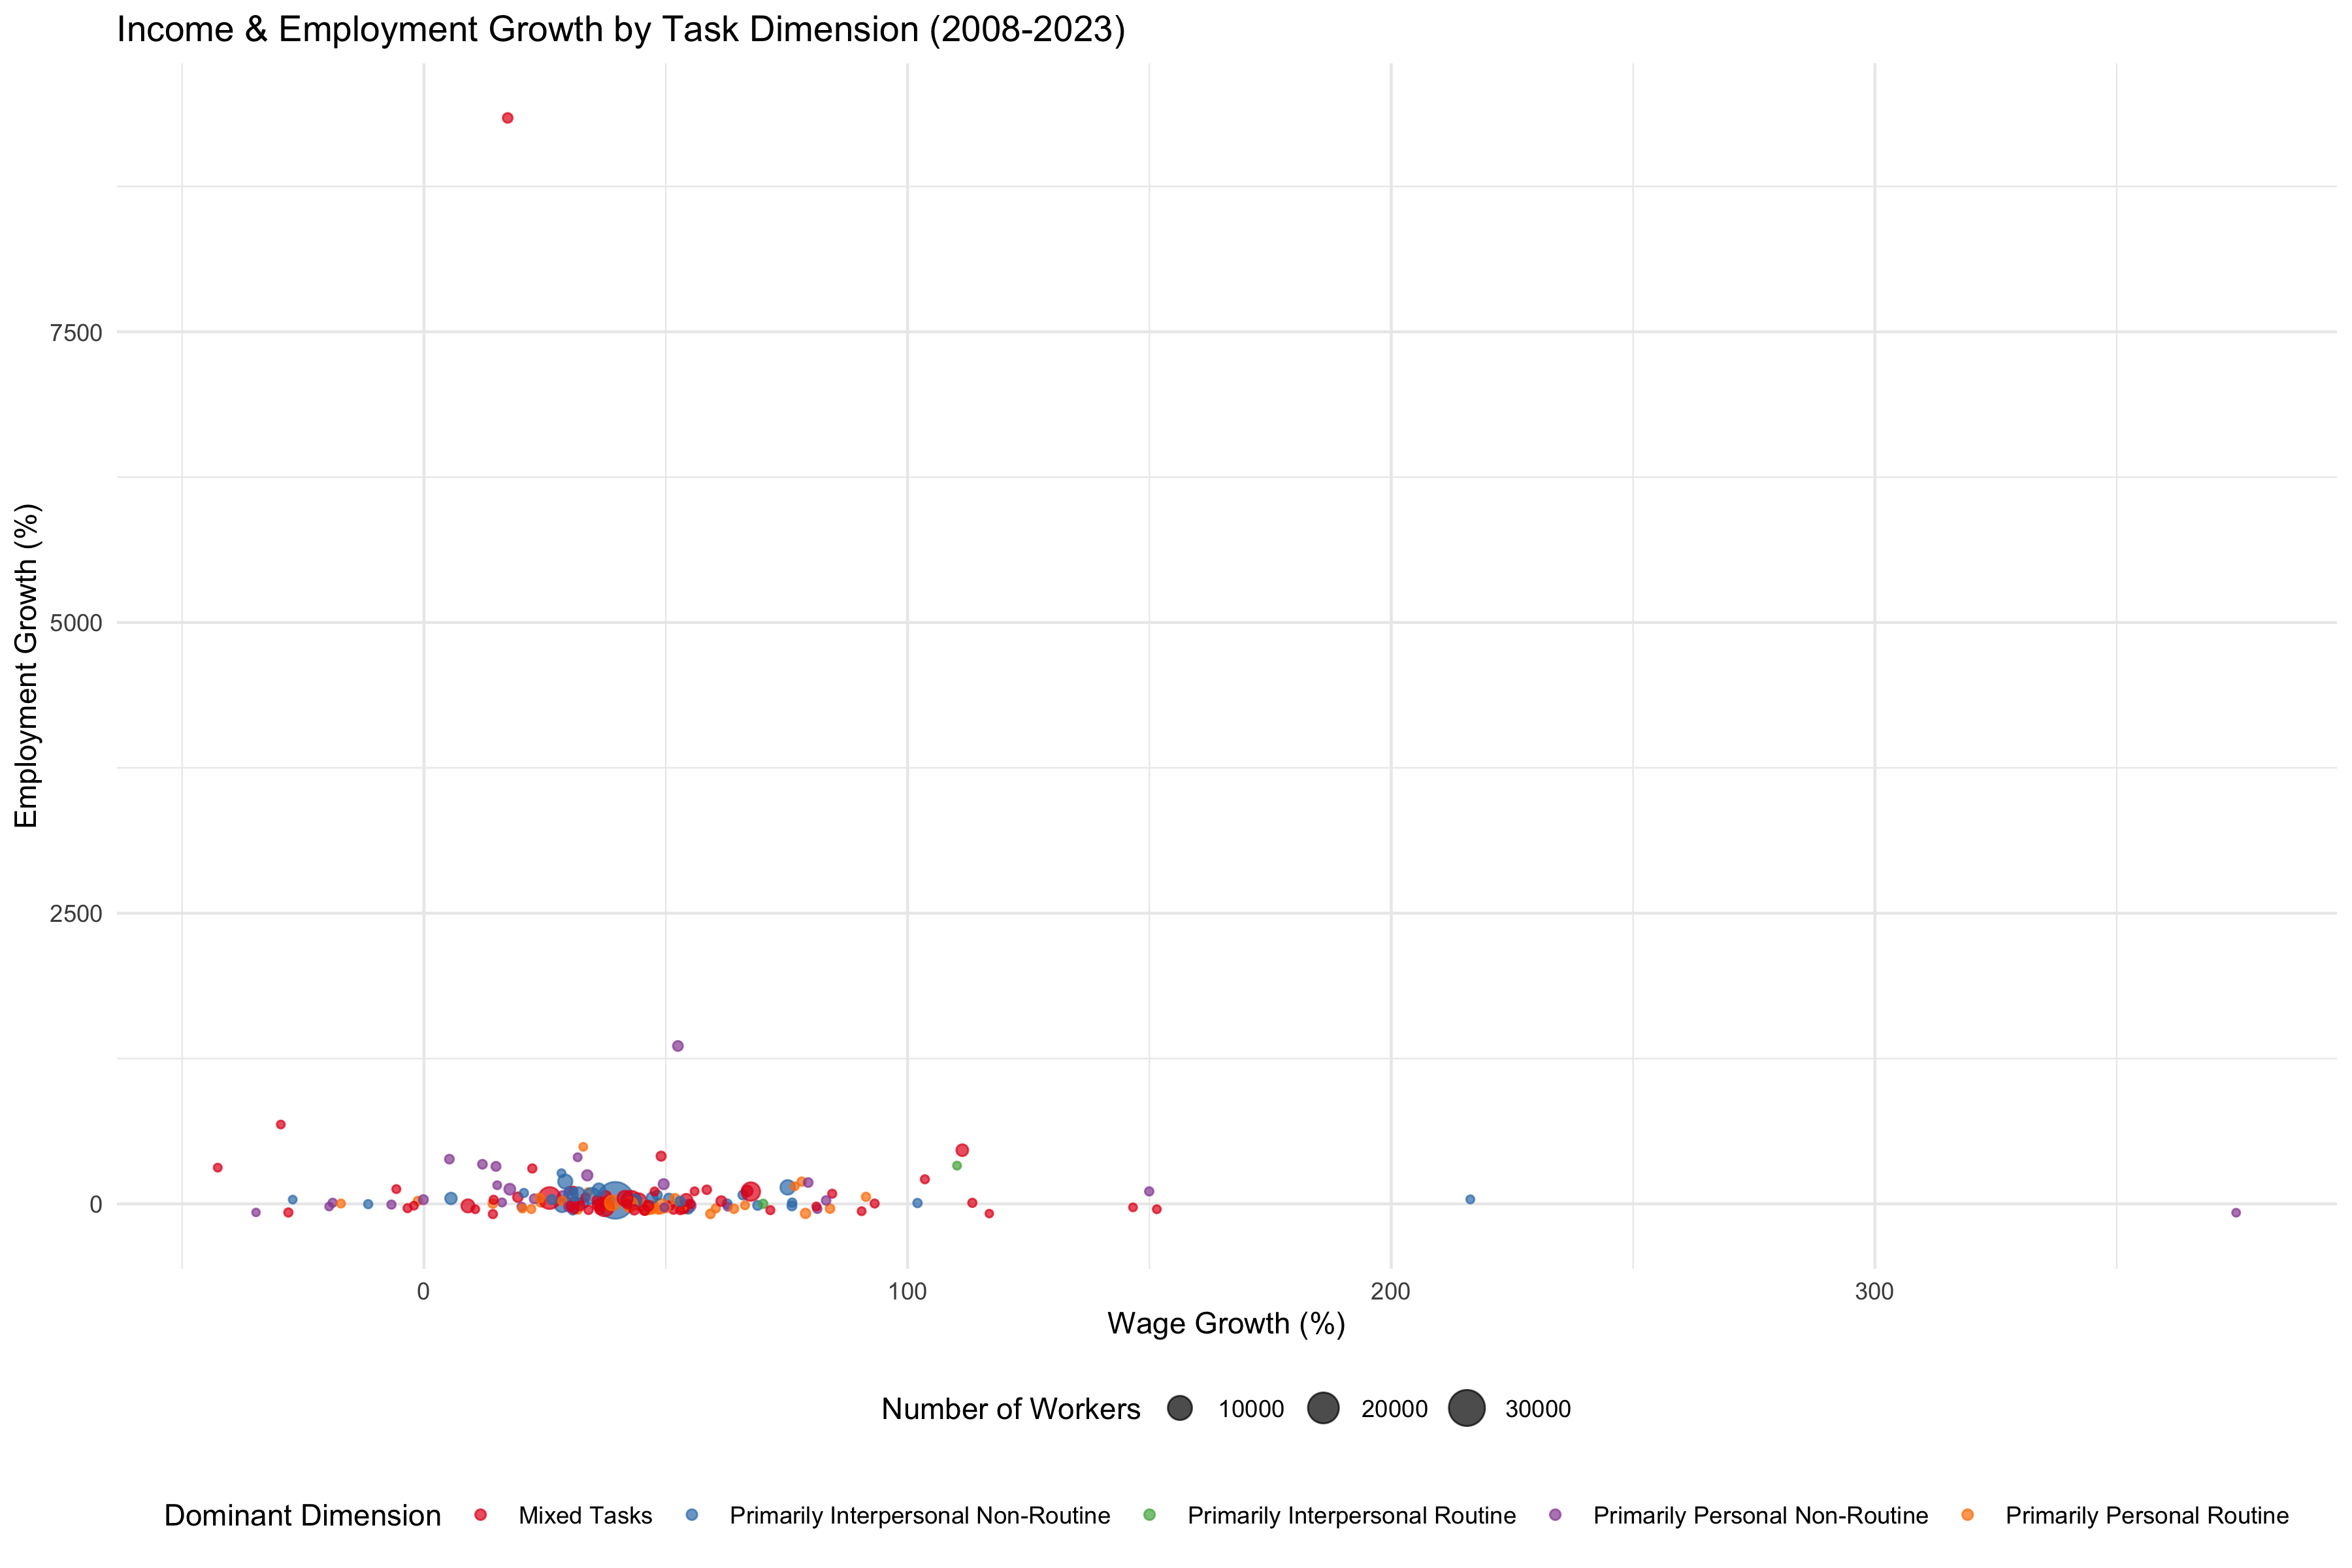 Income & Employment Growth by Task Dimension (2008-2023)
Employment Growth (%)
7500
5000
2500
0
0 100 200 300
Wage Growth (%)
Number of Workers 10000 20000 30000
Dominant Dimension Mixed Tasks Primarily Interpersonal Non-Routine Primarily Interpersonal Routine Primarily Personal Non-Routine Primarily Personal Routine